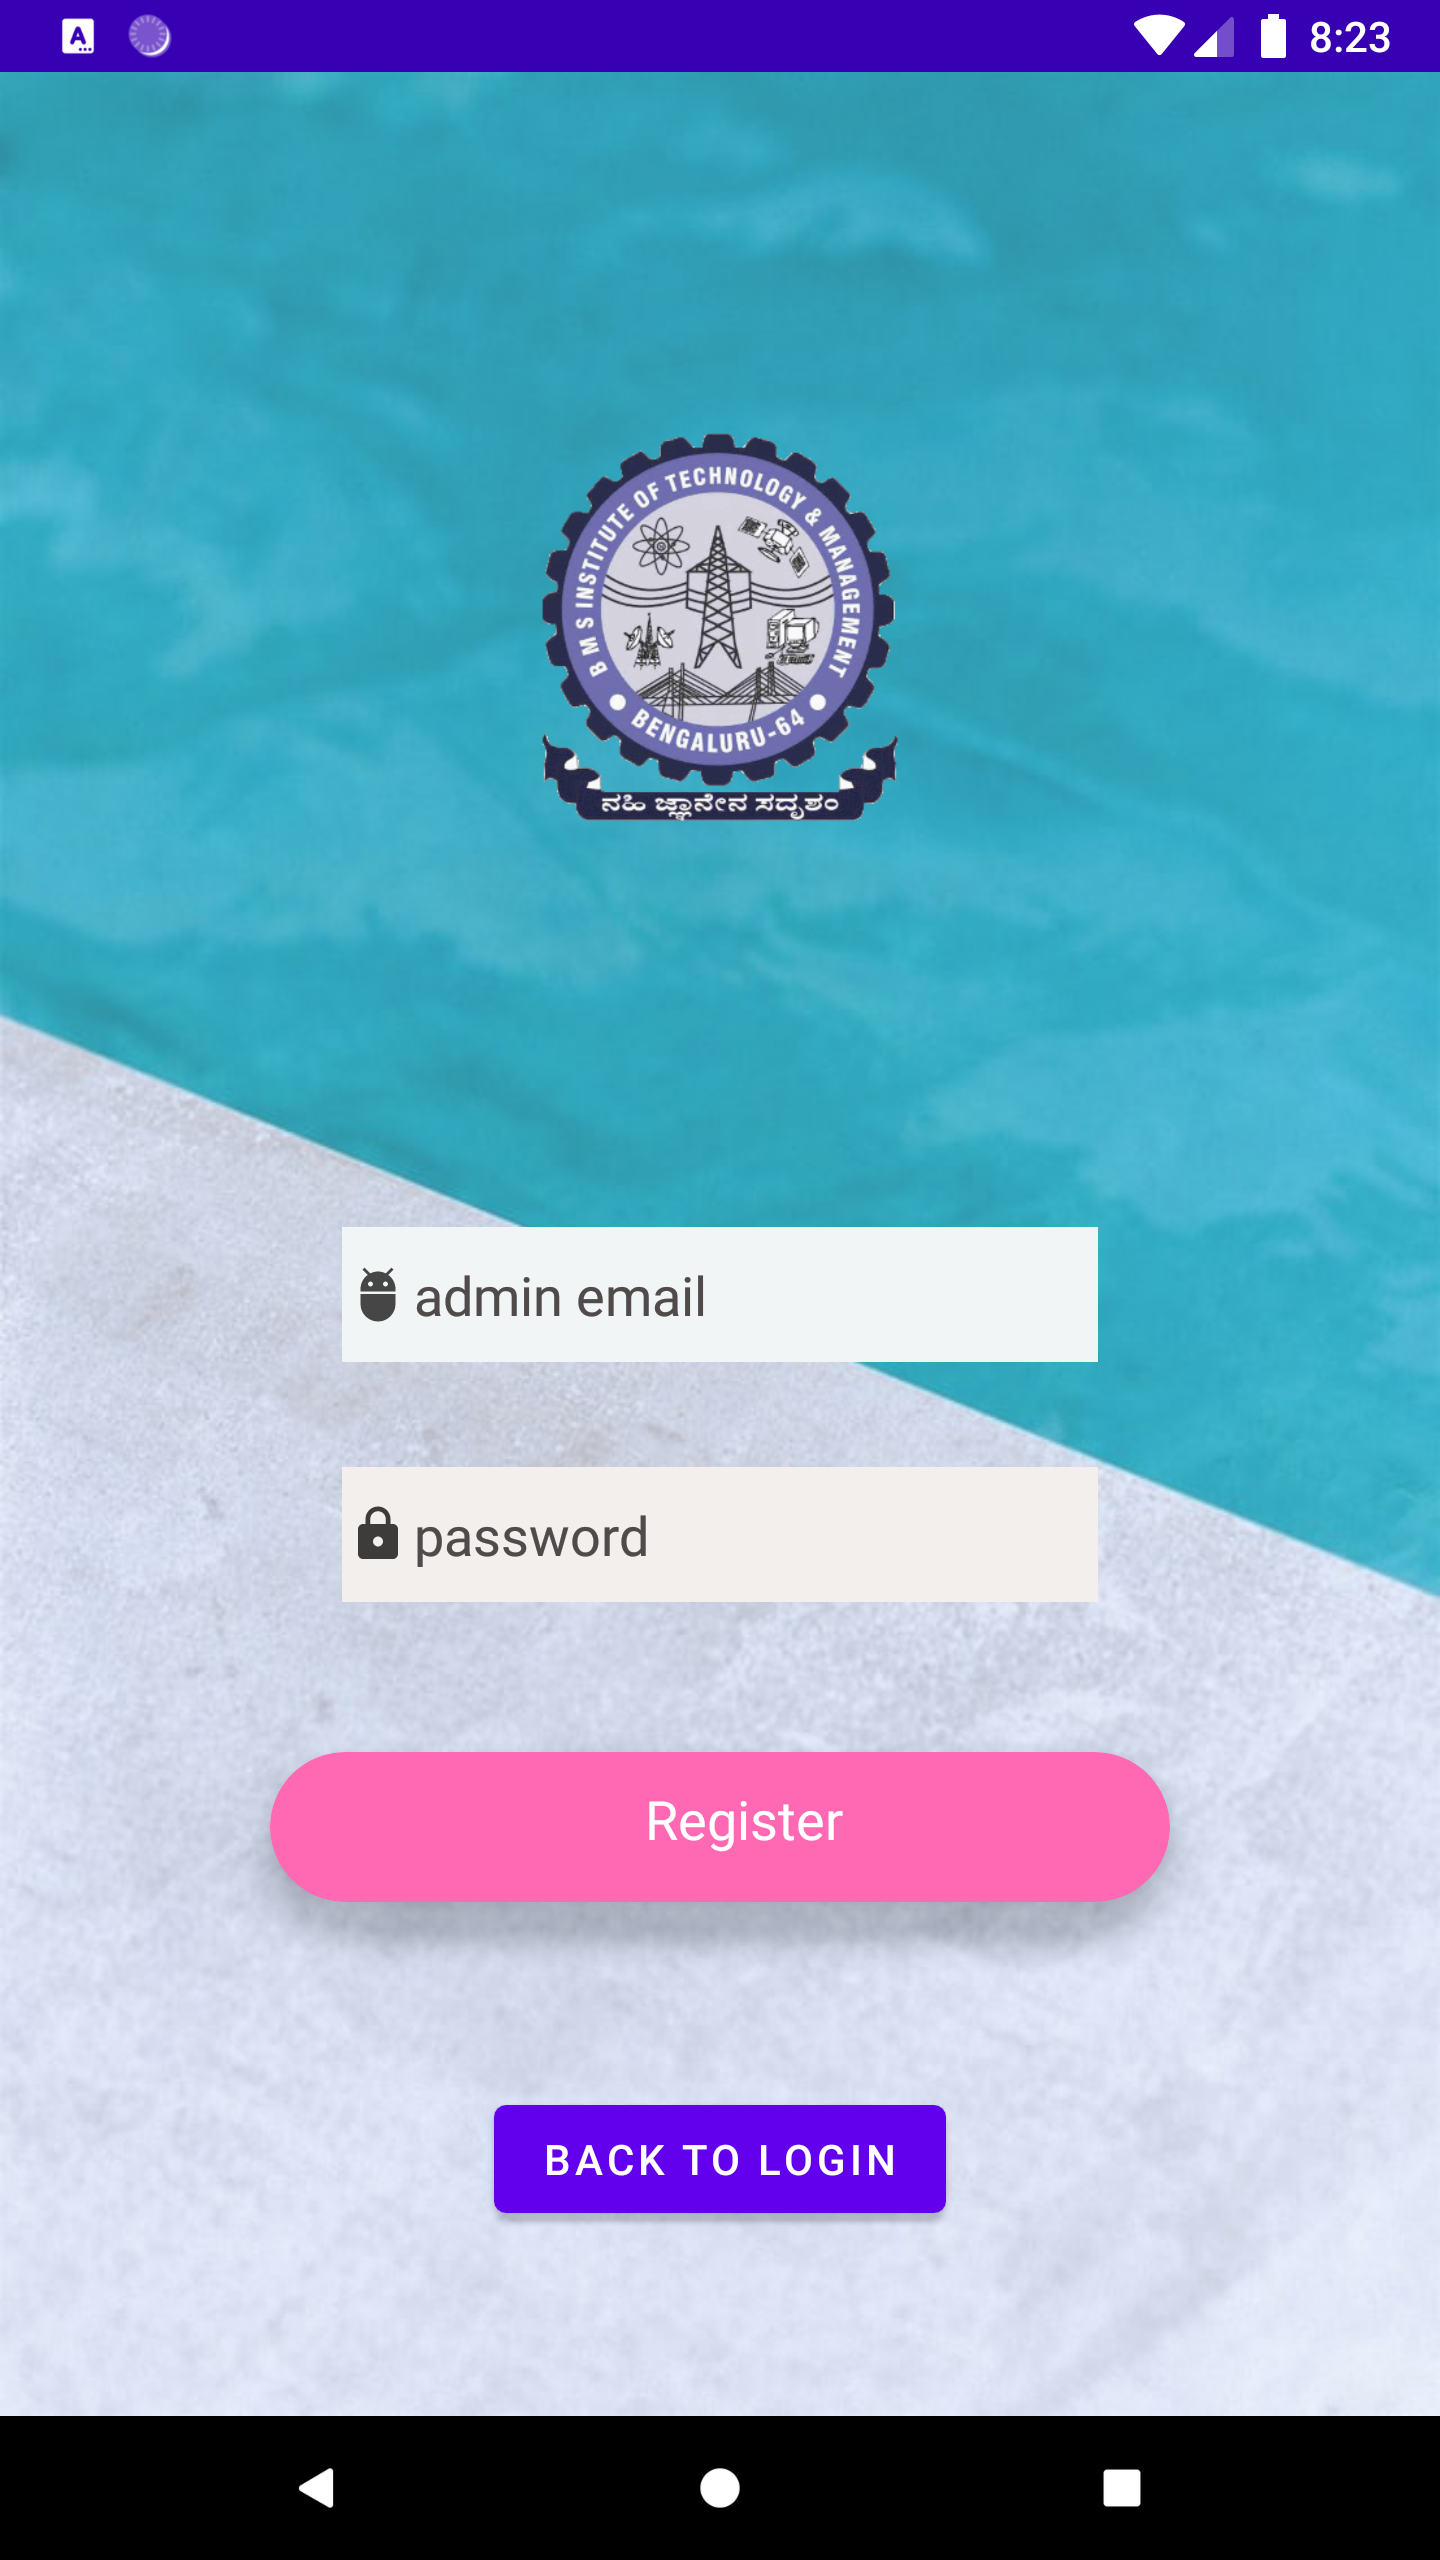 8:23
B M S INSTITUTE OF TECHNOLOGY & MANAGEMENT
BENGALURU-64
ನಹಿ ಜ್ಞಾನೇನ ಸದೃಶಂ
admin email
password
Register
BACK TO LOGIN